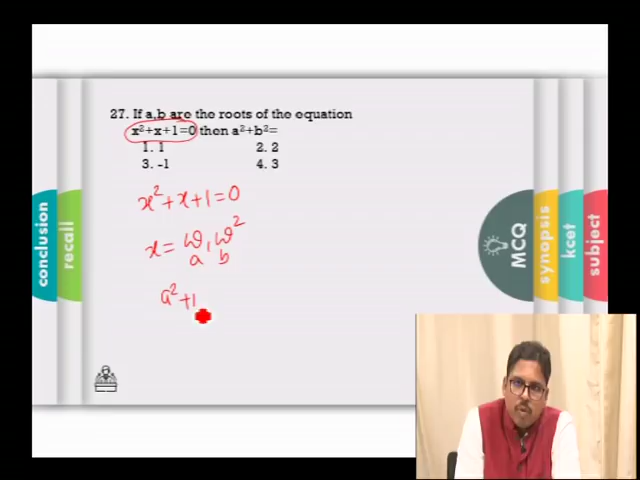 27. If a,b are the roots of the equation
x²+x+1=0 then a²+b²=
1. 1 2. 2
3. -1 4. 3
x²+x+1=0
x = ω, ω²
a b
a²+1
conclusion
recall
MCQ
synopsis
kcet
subject